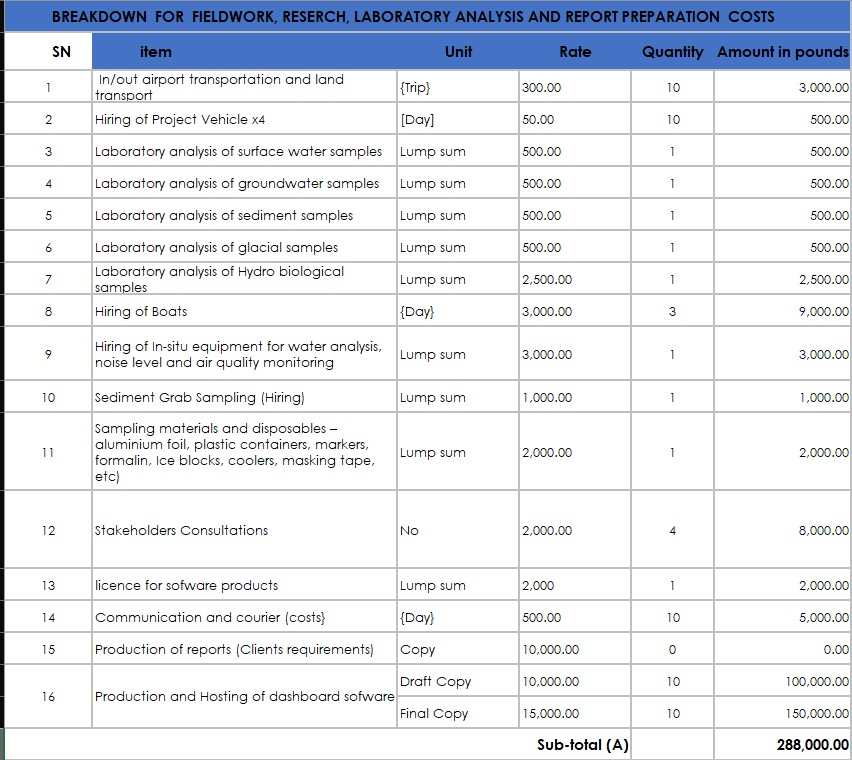 BREAKDOWN FOR FIELDWORK, RESERCH, LABORATORY ANALYSIS AND REPORT PREPARATION COSTS
SN item Unit Rate Quantity Amount in pounds
1 In/out airport transportation and land transport {Trip} 300.00 10 3,000.00
2 Hiring of Project Vehicle x4 [Day] 50.00 10 500.00
3 Laboratory analysis of surface water samples Lump sum 500.00 1 500.00
4 Laboratory analysis of groundwater samples Lump sum 500.00 1 500.00
5 Laboratory analysis of sediment samples Lump sum 500.00 1 500.00
6 Laboratory analysis of glacial samples Lump sum 500.00 1 500.00
7 Laboratory analysis of Hydro biological samples Lump sum 2,500.00 1 2,500.00
8 Hiring of Boats {Day} 3,000.00 3 9,000.00
9 Hiring of In-situ equipment for water analysis, noise level and air quality monitoring Lump sum 3,000.00 1 3,000.00
10 Sediment Grab Sampling (Hiring) Lump sum 1,000.00 1 1,000.00
11 Sampling materials and disposables – aluminium foil, plastic containers, markers, formalin, Ice blocks, coolers, masking tape, etc) Lump sum 2,000.00 1 2,000.00
12 Stakeholders Consultations No 2,000.00 4 8,000.00
13 licence for sofware products Lump sum 2,000 1 2,000.00
14 Communication and courier (costs} {Day} 500.00 10 5,000.00
15 Production of reports (Clients requirements) Copy 10,000.00 0 0.00
16 Production and Hosting of dashboard sofware Draft Copy 10,000.00 10 100,000.00
Final Copy 15,000.00 10 150,000.00
Sub-total (A) 288,000.00